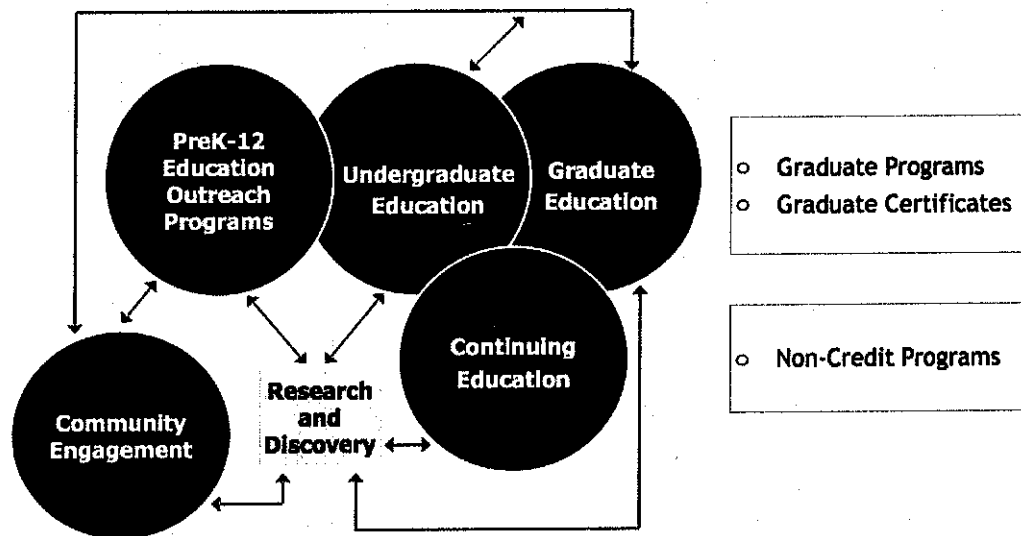 PreK-12
Education
Outreach
Programs
Undergraduate
Education
Graduate
Education
Continuing
Education
Community
Engagement
Research
and
Discovery
Graduate Programs
Graduate Certificates
Non-Credit Programs